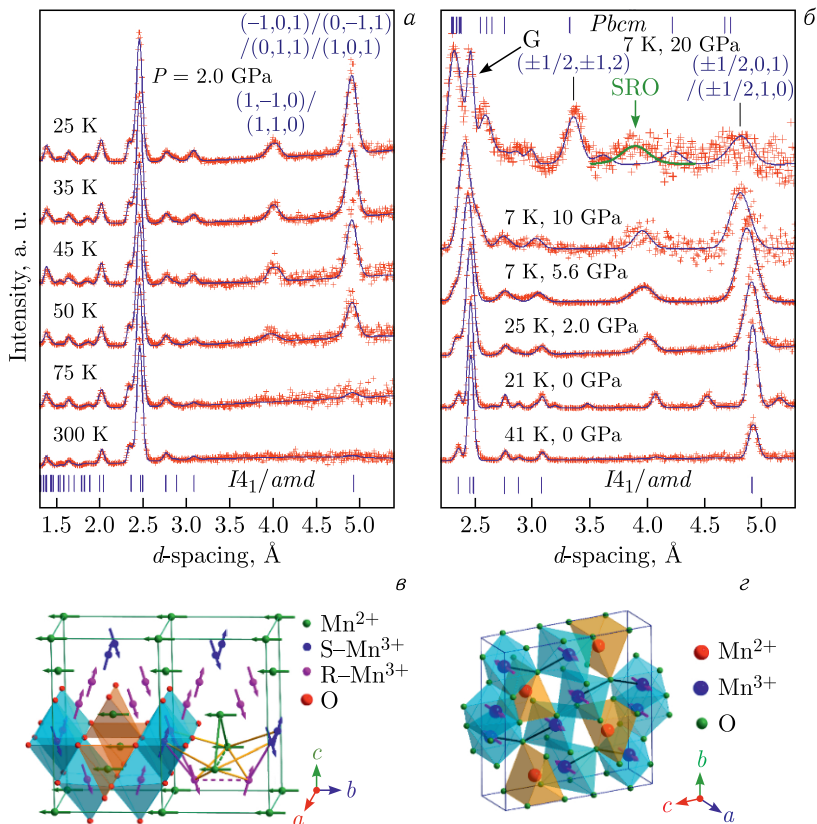 а
(−1,0,1)/(0,−1,1)
/(0,1,1)/(1,0,1)
P = 2.0 GPa
(1,−1,0)/
(1,1,0)
25 K
35 K
45 K
50 K
75 K
300 K
I4₁/amd
Intensity, a. u.
1.5 2.0 2.5 3.0 3.5 4.0 4.5 5.0
d-spacing, Å
б
Pbcm
G
7 K, 20 GPa
(±1/2,±1,2)
(±1/2,0,1)
/(±1/2,1,0)
SRO
7 K, 10 GPa
7 K, 5.6 GPa
25 K, 2.0 GPa
21 K, 0 GPa
41 K, 0 GPa
I4₁/amd
2.5 3.0 3.5 4.0 4.5 5.0
d-spacing, Å
в
Mn²⁺
S–Mn³⁺
R–Mn³⁺
O
c
b
a
г
Mn²⁺
Mn³⁺
O
b
c
a